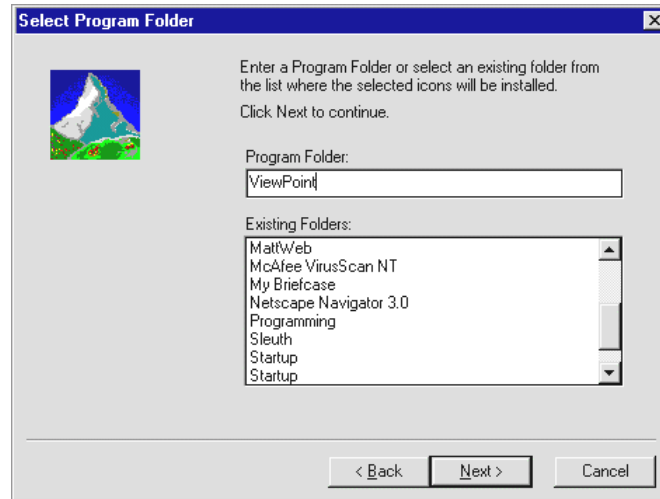 Select Program Folder
Enter a Program Folder or select an existing folder from
the list where the selected icons will be installed.
Click Next to continue.
Program Folder:
ViewPoint
Existing Folders:
MattWeb
McAfee VirusScan NT
My Briefcase
Netscape Navigator 3.0
Programming
Sleuth
Startup
Startup
< Back
Next >
Cancel